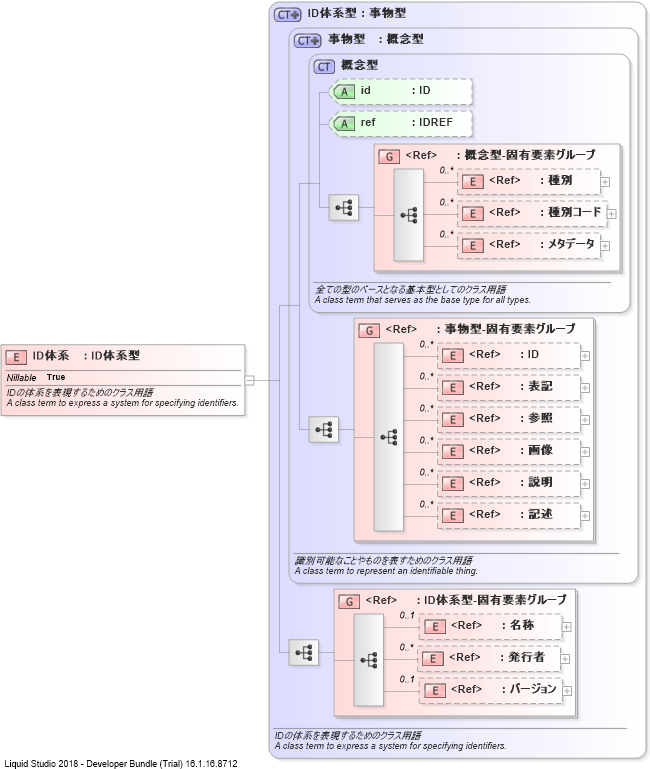 CT ID体系型 : 事物型
CT 事物型 : 概念型
CT 概念型
A id : ID
A ref : IDREF
G <Ref> : 概念型-固有要素グループ
0..*
E <Ref> : 種別
0..*
E <Ref> : 種別コード
0..*
E <Ref> : メタデータ
全ての型のベースとなる基本型としてのクラス用語
A class term that serves as the base type for all types.
G <Ref> : 事物型-固有要素グループ
0..*
E <Ref> : ID
0..*
E <Ref> : 表記
0..*
E <Ref> : 参照
0..*
E <Ref> : 画像
0..*
E <Ref> : 説明
0..*
E <Ref> : 記述
識別可能なことやものを表すためのクラス用語
A class term to represent an identifiable thing.
E ID体系 : ID体系型
Nillable True
IDの体系を表現するためのクラス用語
A class term to express a system for specifying identifiers.
G <Ref> : ID体系型-固有要素グループ
0..1
E <Ref> : 名称
0..*
E <Ref> : 発行者
0..1
E <Ref> : バージョン
IDの体系を表現するためのクラス用語
A class term to express a system for specifying identifiers.
Liquid Studio 2018 - Developer Bundle (Trial) 16.1.16.8712